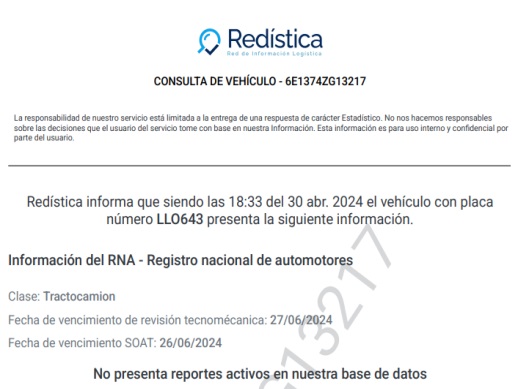 Redística
Red de Información Logística
CONSULTA DE VEHÍCULO - 6E1374ZG13217
La responsabilidad de nuestro servicio está limitada a la entrega de una respuesta de carácter Estadístico. No nos hacemos responsables
sobre las decisiones que el usuario del servicio tome con base en nuestra Información. Esta información es para uso interno y confidencial por
parte del usuario.
Redística informa que siendo las 18:33 del 30 abr. 2024 el vehículo con placa
número LLO643 presenta la siguiente información.
Información del RNA - Registro nacional de automotores
Clase: Tractocamion
Fecha de vencimiento de revisión tecnomécanica: 27/06/2024
Fecha de vencimiento SOAT: 26/06/2024
No presenta reportes activos en nuestra base de datos
G13217